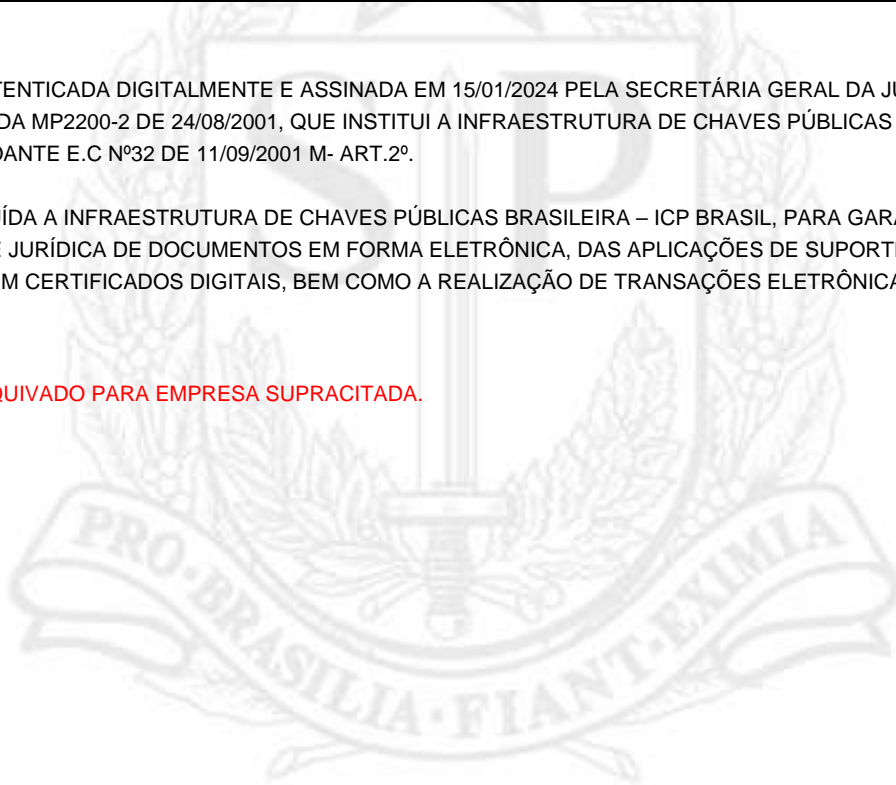 TENTICADA DIGITALMENTE E ASSINADA EM 15/01/2024 PELA SECRETÁRIA GERAL DA JU
DA MP2200-2 DE 24/08/2001, QUE INSTITUI A INFRAESTRUTURA DE CHAVES PÚBLICAS
DANTE E.C Nº32 DE 11/09/2001 M- ART.2º.
ÍDA A INFRAESTRUTURA DE CHAVES PÚBLICAS BRASILEIRA – ICP BRASIL, PARA GARA
E JURÍDICA DE DOCUMENTOS EM FORMA ELETRÔNICA, DAS APLICAÇÕES DE SUPORTE
M CERTIFICADOS DIGITAIS, BEM COMO A REALIZAÇÃO DE TRANSAÇÕES ELETRÔNICA
QUIVADO PARA EMPRESA SUPRACITADA.
SP
PRO·BRASILIA·FIANT·EXIMIA